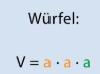 Würfel:
V = a · a · a